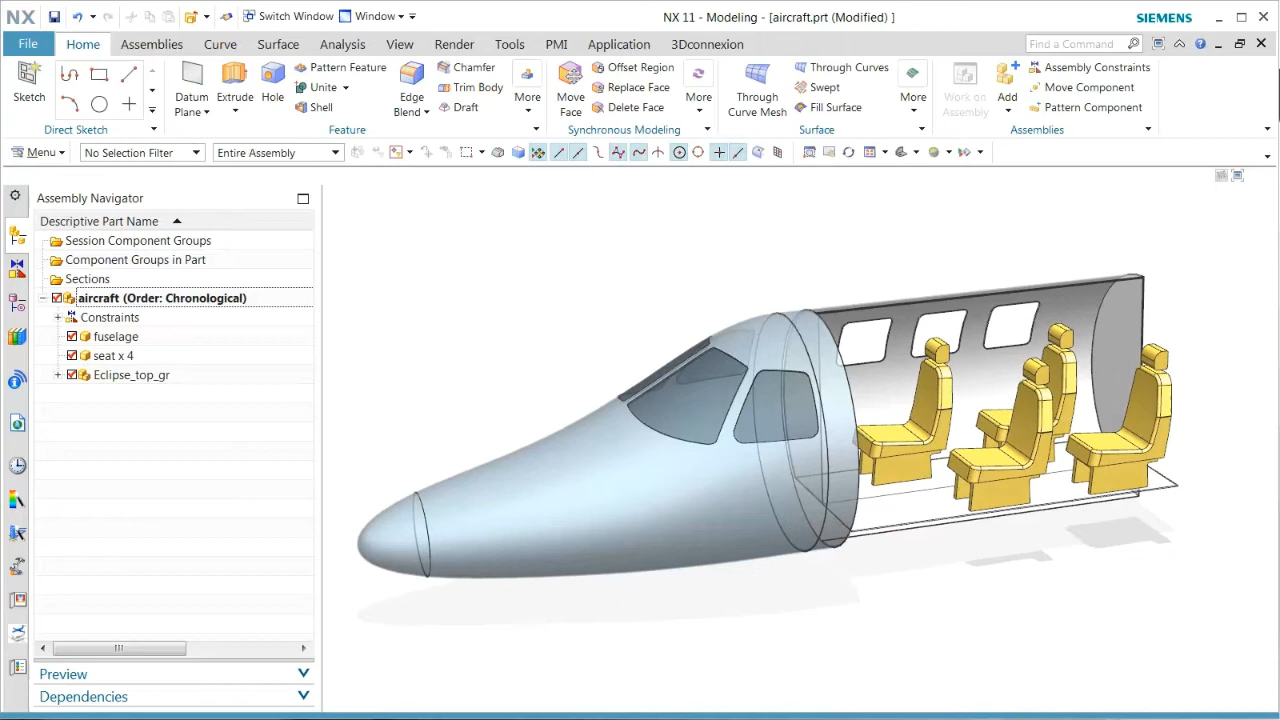 NX Switch Window Window NX 11 - Modeling - [aircraft.prt (Modified) ] SIEMENS
File Home Assemblies Curve Surface Analysis View Render Tools PMI Application 3Dconnexion Find a Command
Sketch
Direct Sketch
Datum Plane
Extrude
Pattern Feature
Unite
Shell
Edge Blend
Chamfer
Trim Body
Draft
More
Feature
Move Face
Offset Region
Replace Face
Delete Face
More
Synchronous Modeling
Through Curve Mesh
Through Curves
Swept
Fill Surface
More
Surface
Work on Assembly
Add
Assembly Constraints
Move Component
Pattern Component
Assemblies
Menu No Selection Filter Entire Assembly
Assembly Navigator
Descriptive Part Name
Session Component Groups
Component Groups in Part
Sections
aircraft (Order: Chronological)
Constraints
fuselage
seat x 4
Eclipse_top_gr
Preview
Dependencies